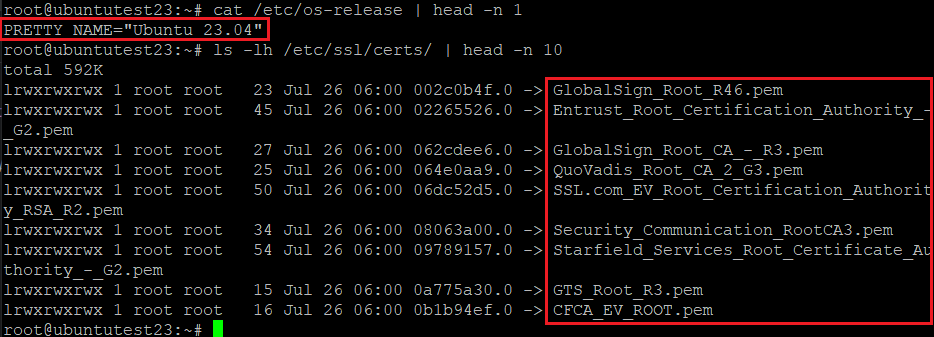 root@ubuntutest23:~# cat /etc/os-release | head -n 1
PRETTY_NAME="Ubuntu 23.04"
root@ubuntutest23:~# ls -lh /etc/ssl/certs/ | head -n 10
total 592K
lrwxrwxrwx 1 root root   23 Jul 26 06:00 002c0b4f.0 -> GlobalSign_Root_R46.pem
lrwxrwxrwx 1 root root   45 Jul 26 06:00 02265526.0 -> Entrust_Root_Certification_Authority_-
_G2.pem
lrwxrwxrwx 1 root root   27 Jul 26 06:00 062cdee6.0 -> GlobalSign_Root_CA_-_R3.pem
lrwxrwxrwx 1 root root   25 Jul 26 06:00 064e0aa9.0 -> QuoVadis_Root_CA_2_G3.pem
lrwxrwxrwx 1 root root   50 Jul 26 06:00 06dc52d5.0 -> SSL.com_EV_Root_Certification_Authorit
y_RSA_R2.pem
lrwxrwxrwx 1 root root   34 Jul 26 06:00 08063a00.0 -> Security_Communication_RootCA3.pem
lrwxrwxrwx 1 root root   54 Jul 26 06:00 09789157.0 -> Starfield_Services_Root_Certificate_Au
thority_-_G2.pem
lrwxrwxrwx 1 root root   15 Jul 26 06:00 0a775a30.0 -> GTS_Root_R3.pem
lrwxrwxrwx 1 root root   16 Jul 26 06:00 0b1b94ef.0 -> CFCA_EV_ROOT.pem
root@ubuntutest23:~#